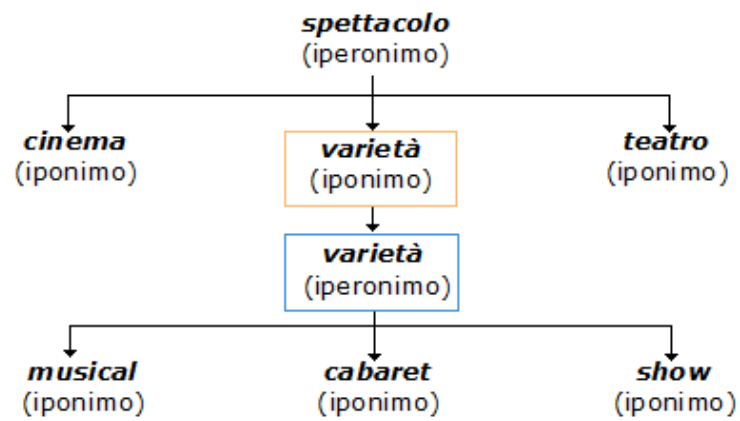 spettacolo
(iperonimo)
cinema
(iponimo)
varietà
(iponimo)
teatro
(iponimo)
varietà
(iperonimo)
musical
(iponimo)
cabaret
(iponimo)
show
(iponimo)